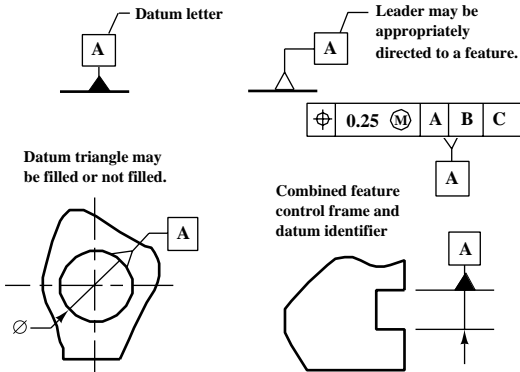 Datum letter
A
Leader may be
appropriately
directed to a feature.
A
⌖ 0.25 Ⓜ A B C
A
Datum triangle may
be filled or not filled.
A
∅
Combined feature
control frame and
datum identifier
A